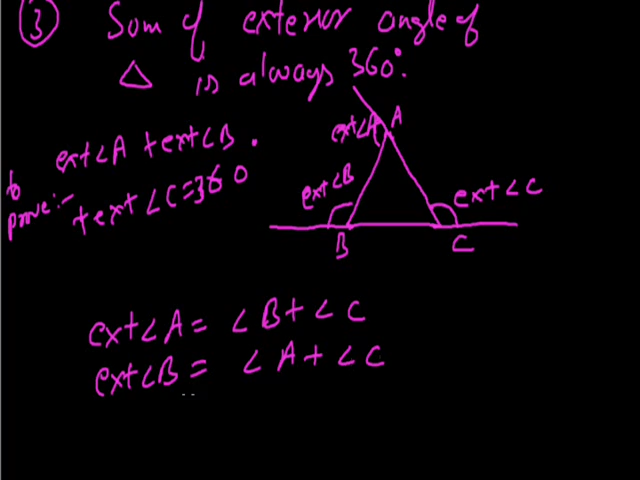 ③ Sum of exterior angle of
△ is always 360°.
to prove:- ext∠A + ext∠B.
+ ext∠C = 360
ext∠A
A
ext∠B
ext∠C
B
C
ext∠A = ∠B + ∠C
ext∠B = ∠A + ∠C